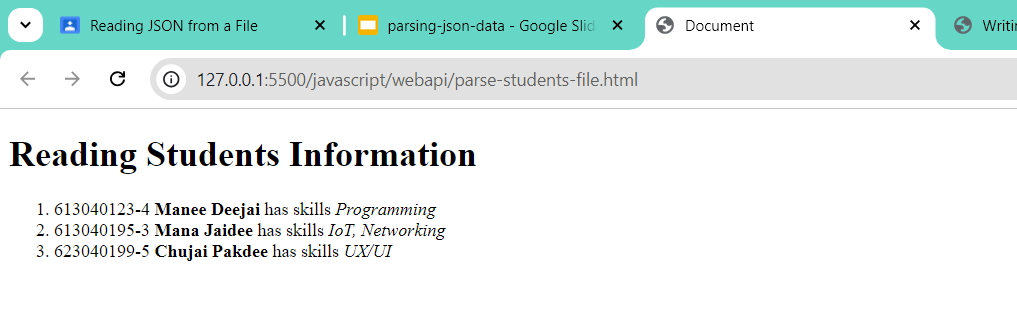 Reading JSON from a File
parsing-json-data - Google Slid
Document
Writin
127.0.0.1:5500/javascript/webapi/parse-students-file.html
Reading Students Information
1. 613040123-4 Manee Deejai has skills Programming
2. 613040195-3 Mana Jaidee has skills IoT, Networking
3. 623040199-5 Chujai Pakdee has skills UX/UI